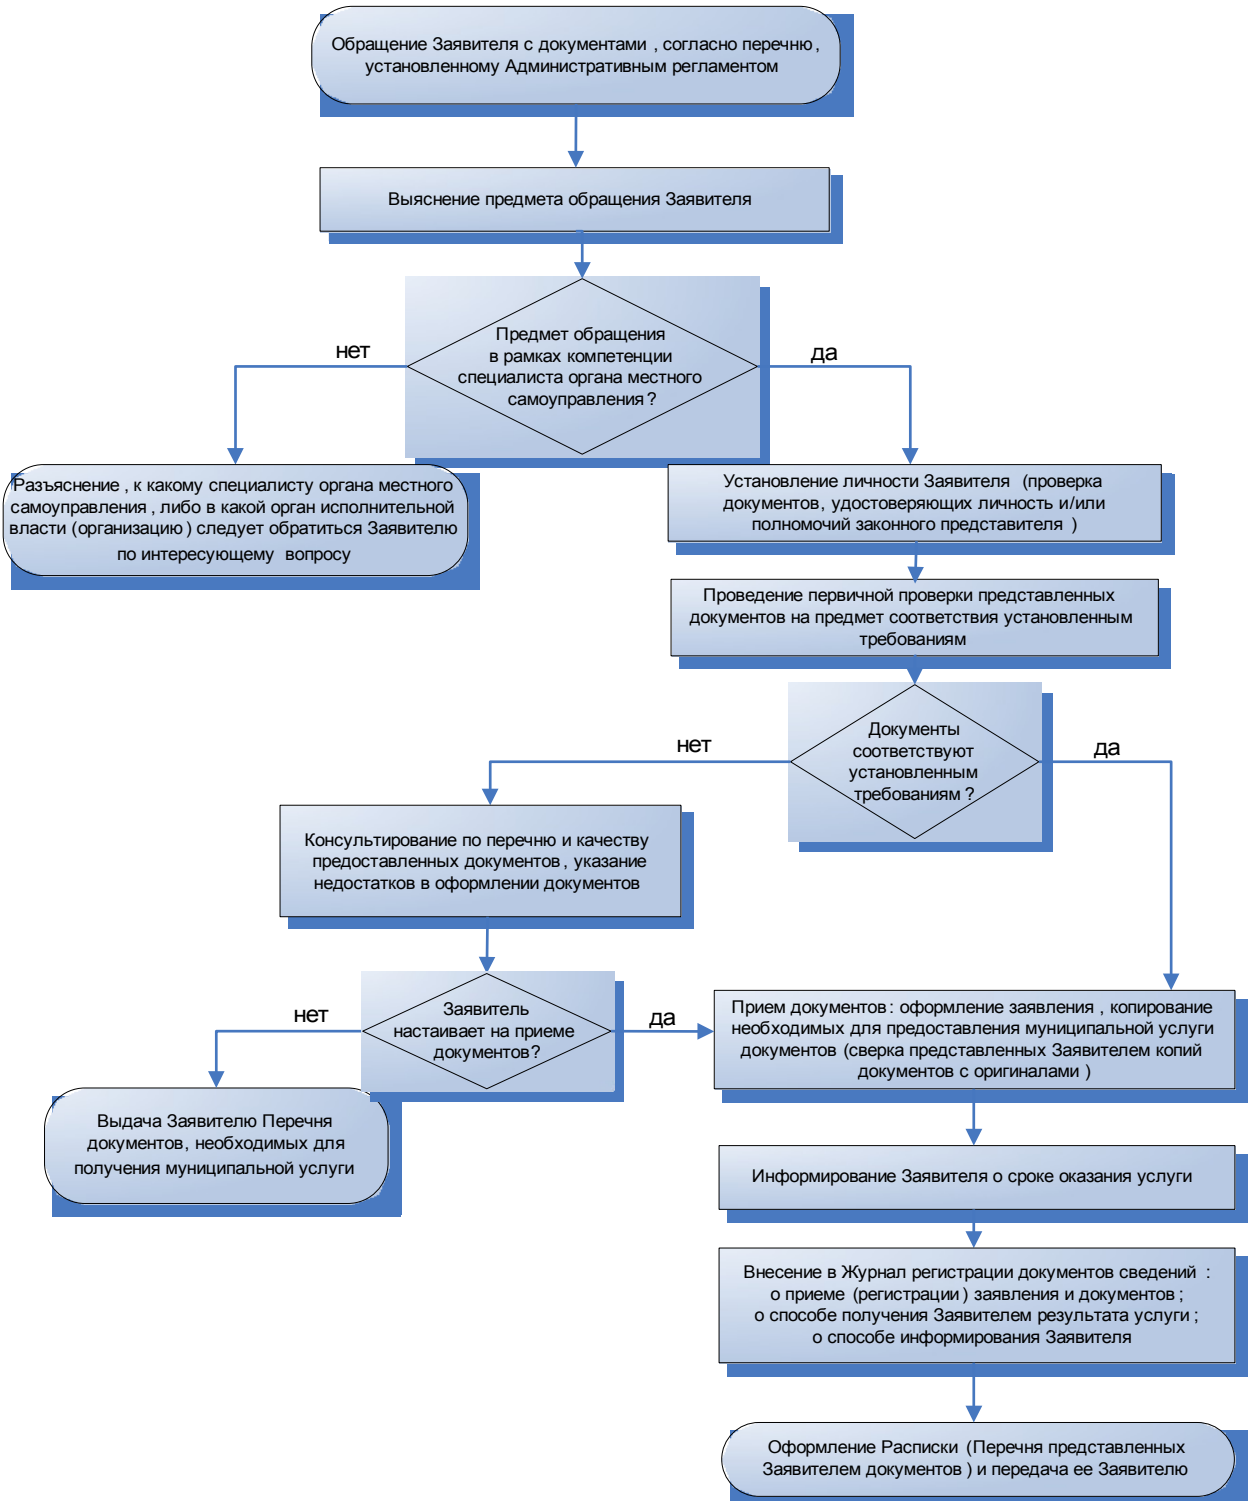 Обращение Заявителя с документами , согласно перечню,
установленному Административным регламентом
Выяснение предмета обращения Заявителя
Предмет обращения
в рамках компетенции
специалиста органа местного
самоуправления ?
нет
да
Разъяснение , к какому специалисту органа местного
самоуправления , либо в какой орган исполнительной
власти (организацию ) следует обратиться Заявителю
по интересующему вопросу
Установление личности Заявителя (проверка
документов, удостоверяющих личность и/или
полномочий законного представителя )
Проведение первичной проверки представленных
документов на предмет соответствия установленным
требованиям
Документы
соответствуют
установленным
требованиям ?
нет
да
Консультирование по перечню и качеству
предоставленных документов , указание
недостатков в оформлении документов
Заявитель
настаивает на приеме
документов?
нет
да
Прием документов : оформление заявления , копирование
необходимых для предоставления муниципальной услуги
документов (сверка представленных Заявителем копий
документов с оригиналами )
Выдача Заявителю Перечня
документов, необходимых для
получения муниципальной услуги
Информирование Заявителя о сроке оказания услуги
Внесение в Журнал регистрации документов сведений :
о приеме (регистрации ) заявления и документов ;
о способе получения Заявителем результата услуги ;
о способе информирования Заявителя
Оформление Расписки (Перечня представленных
Заявителем документов ) и передача ее Заявителю